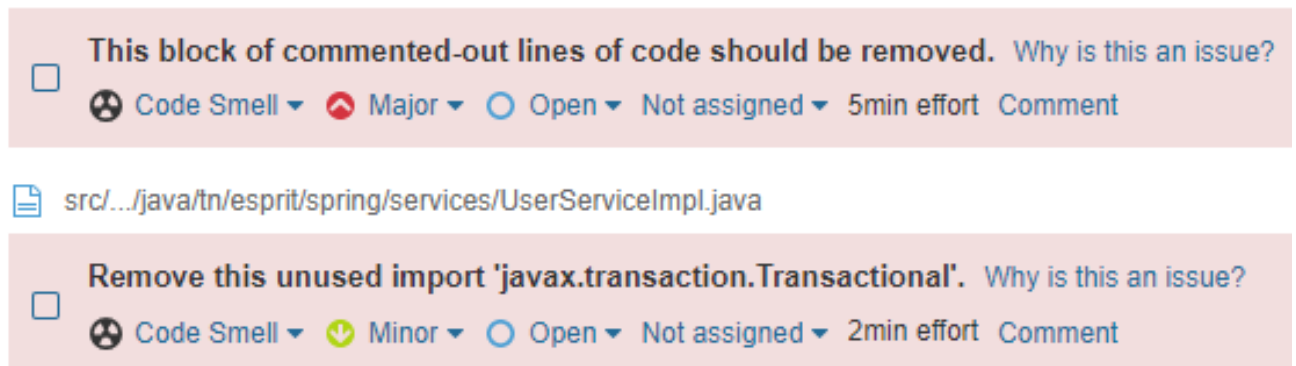 This block of commented-out lines of code should be removed. Why is this an issue?
Code Smell Major Open Not assigned 5min effort Comment
src/.../java/tn/esprit/spring/services/UserServiceImpl.java
Remove this unused import 'javax.transaction.Transactional'. Why is this an issue?
Code Smell Minor Open Not assigned 2min effort Comment